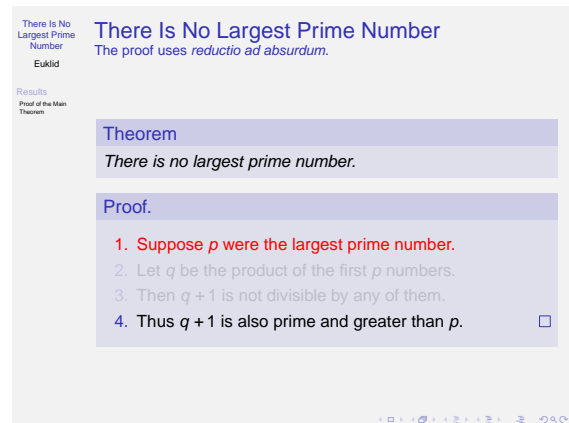 There Is No
Largest Prime
Number
Euklid
Results
Proof of the Main
Theorem
There Is No Largest Prime Number
The proof uses reductio ad absurdum.
Theorem
There is no largest prime number.
Proof.
1. Suppose p were the largest prime number.
2. Let q be the product of the first p numbers.
3. Then q + 1 is not divisible by any of them.
4. Thus q + 1 is also prime and greater than p. □